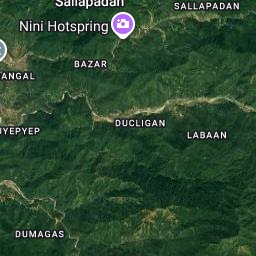 Sallapadan
SALLAPADAN
Nini Hotspring
BAZAR
ANGAL
DUCLIGAN
UYEPYEP
LABAAN
DUMAGAS